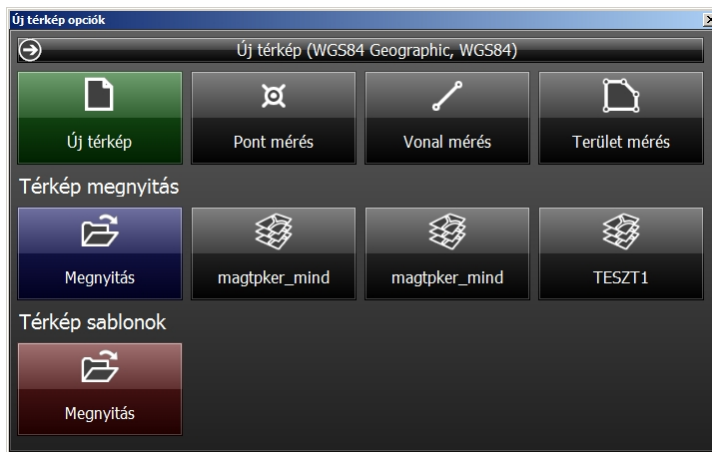 Új térkép opciók
Új térkép (WGS84 Geographic, WGS84)
Új térkép Pont mérés Vonal mérés Terület mérés
Térkép megnyitás
Megnyitás magtpker_mind magtpker_mind TESZT1
Térkép sablonok
Megnyitás